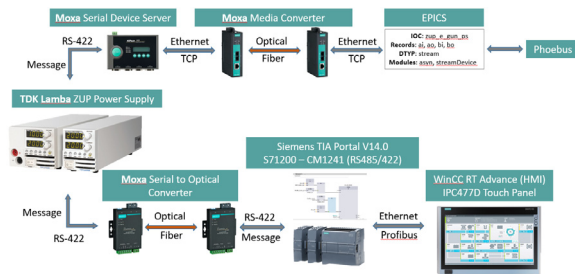 Moxa Serial Device Server
Moxa Media Converter
EPICS
RS-422
Message
Ethernet
TCP
Optical
Fiber
Ethernet
TCP
IOC: zup_e_gun_ps
Records: ai, ao, bi, bo
DTYP: stream
Modules: asyn, streamDevice
Phoebus
TDK Lamba ZUP Power Supply
Siemens TIA Portal V14.0
S71200 – CM1241 (RS485/422)
WinCC RT Advance (HMI)
IPC477D Touch Panel
Moxa Serial to Optical
Converter
Message
RS-422
Optical
Fiber
RS-422
Message
Ethernet
Profibus